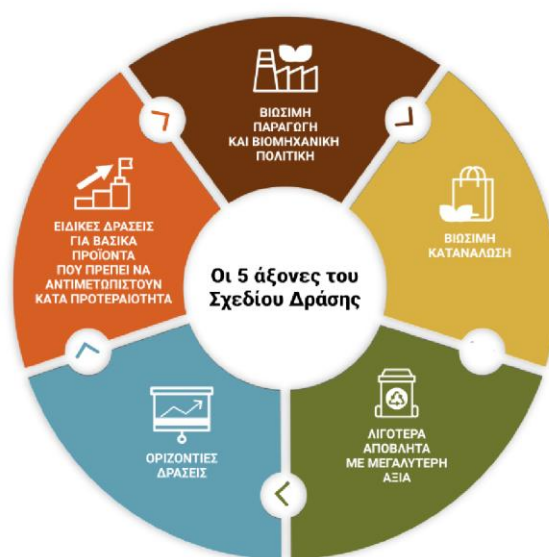 ΒΙΩΣΙΜΗ
ΠΑΡΑΓΩΓΗ
ΚΑΙ ΒΙΟΜΗΧΑΝΙΚΗ
ΠΟΛΙΤΙΚΗ
ΒΙΩΣΙΜΗ
ΚΑΤΑΝΑΛΩΣΗ
ΛΙΓΟΤΕΡΑ
ΑΠΟΒΛΗΤΑ
ΜΕ ΜΕΓΑΛΥΤΕΡΗ
ΑΞΙΑ
ΟΡΙΖΟΝΤΙΕΣ
ΔΡΑΣΕΙΣ
ΕΙΔΙΚΕΣ ΔΡΑΣΕΙΣ
ΓΙΑ ΒΑΣΙΚΑ
ΠΡΟΪΟΝΤΑ
ΠΟΥ ΠΡΕΠΕΙ ΝΑ
ΑΝΤΙΜΕΤΩΠΙΣΤΟΥΝ
ΚΑΤΑ ΠΡΟΤΕΡΑΙΟΤΗΤΑ
Οι 5 άξονες του
Σχεδίου Δράσης